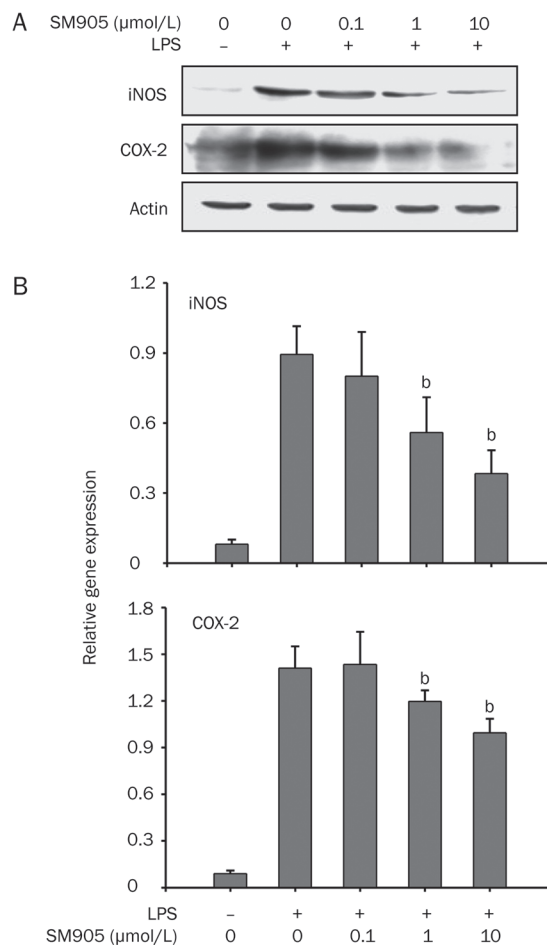 A
SM905 (µmol/L) 0 0 0.1 1 10
LPS – + + + +
iNOS
COX-2
Actin
B
Relative gene expression
iNOS
1.2
0.9
0.6
0.3
0
b
b
COX-2
1.8
1.5
1.2
0.9
0.6
0.3
0
b
b
LPS – + + + +
SM905 (µmol/L) 0 0 0.1 1 10